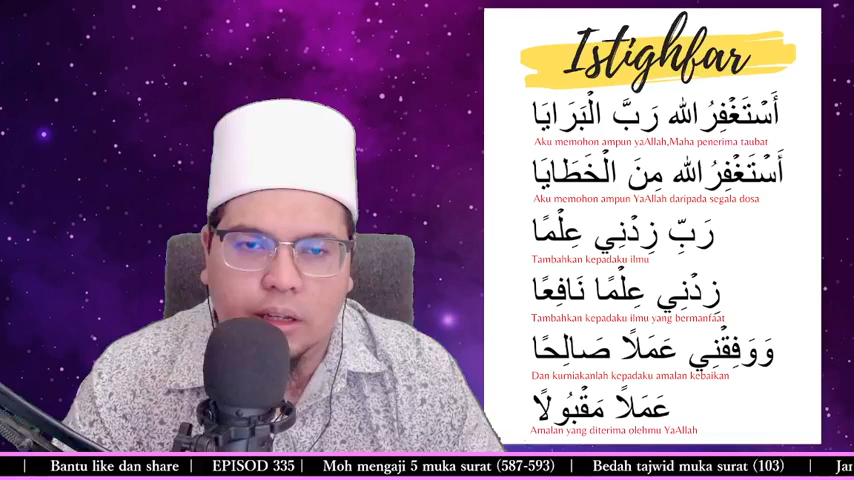 Istighfar
أَسْتَغْفِرُ الله رَبَّ الْبَرَايَا
Aku memohon ampun yaAllah,Maha penerima taubat
أَسْتَغْفِرُ الله مِنَ الْخَطَايَا
Aku memohon ampun YaAllah daripada segala dosa
رَبِّ زِدْنِي عِلْمًا
Tambahkan kepadaku ilmu
زِدْنِي عِلْمًا نَافِعًا
Tambahkan kepadaku ilmu yang bermanfaat
وَوَفِقْنِي عَمَلًا صَالِحًا
Dan kurniakanlah kepadaku amalan kebaikan
عَمَلًا مَقْبُولًا
Amalan yang diterima olehmu YaAllah
| Bantu like dan share | EPISOD 335 | Moh mengaji 5 muka surat (587-593) | Bedah tajwid muka surat (103) | Jar